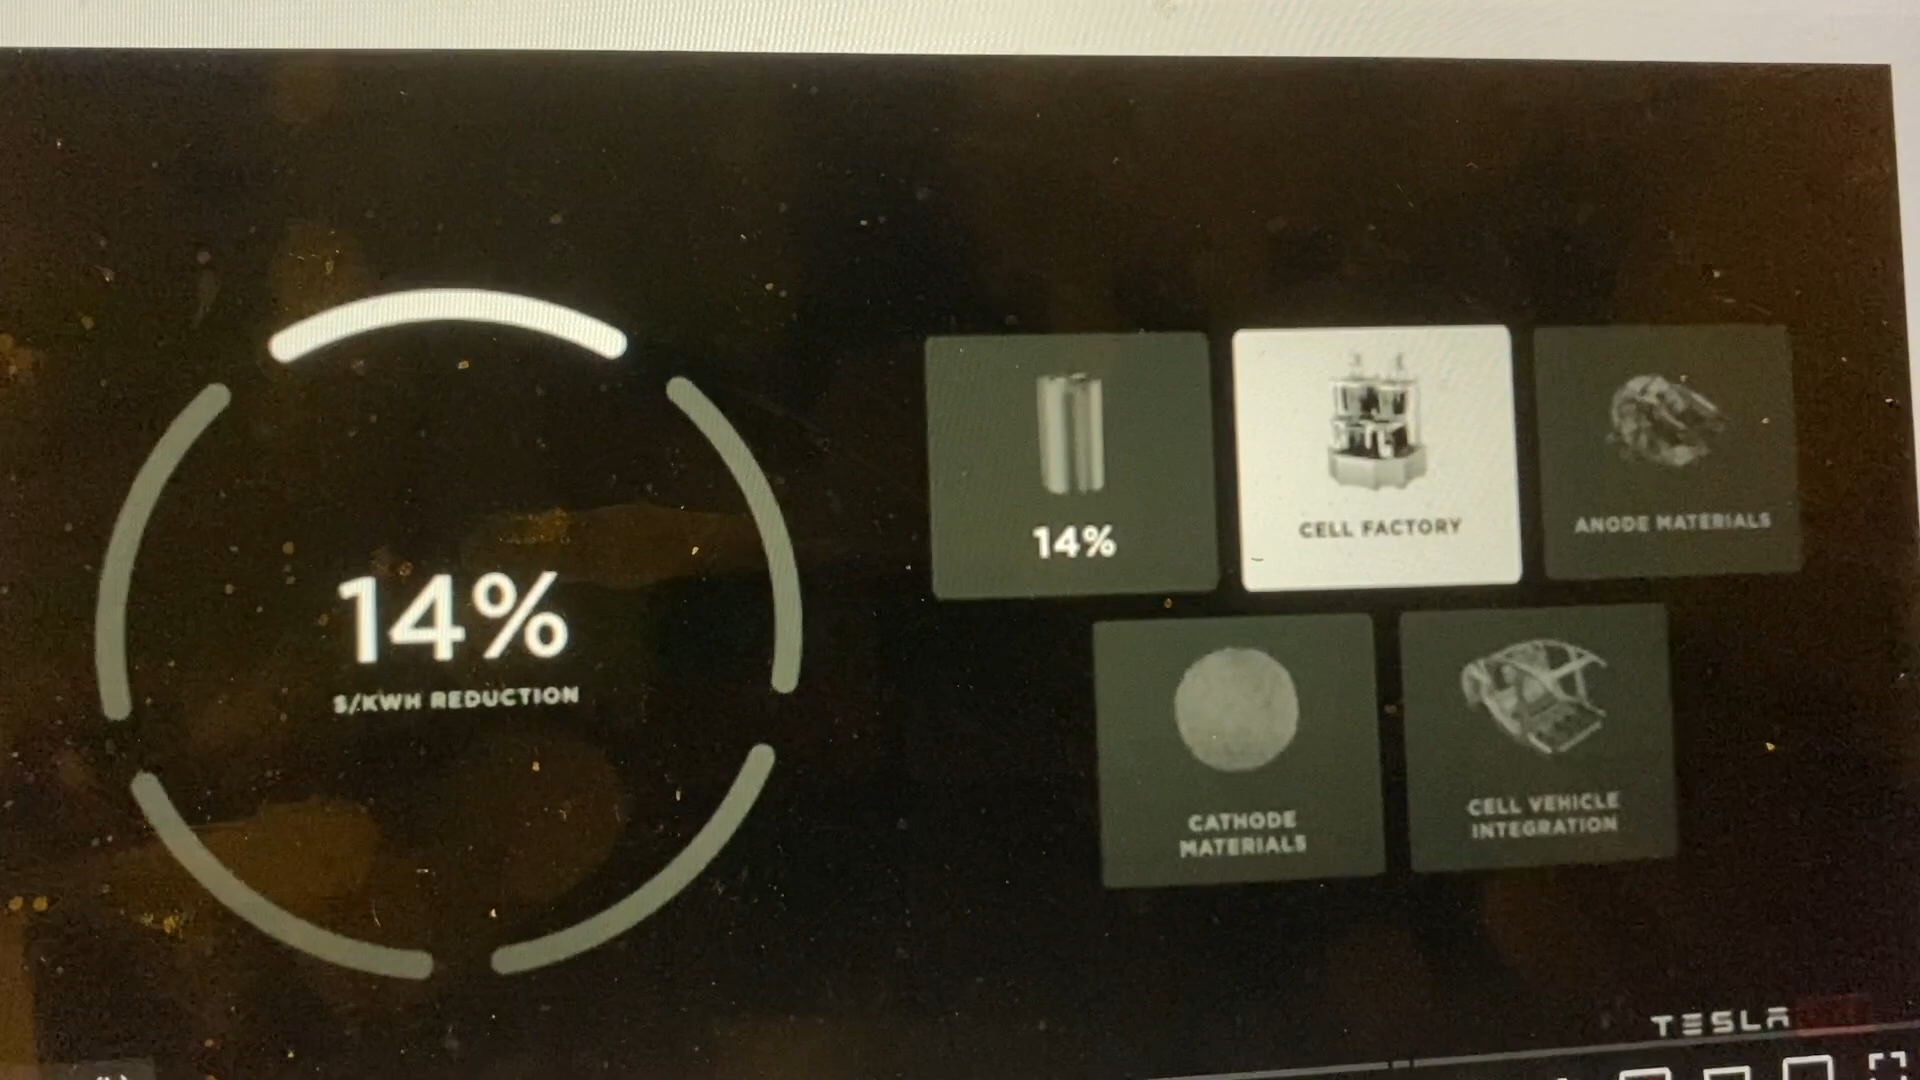 14%
$/KWH REDUCTION
14%
CELL FACTORY
ANODE MATERIALS
CATHODE
MATERIALS
CELL VEHICLE
INTEGRATION
TESLA